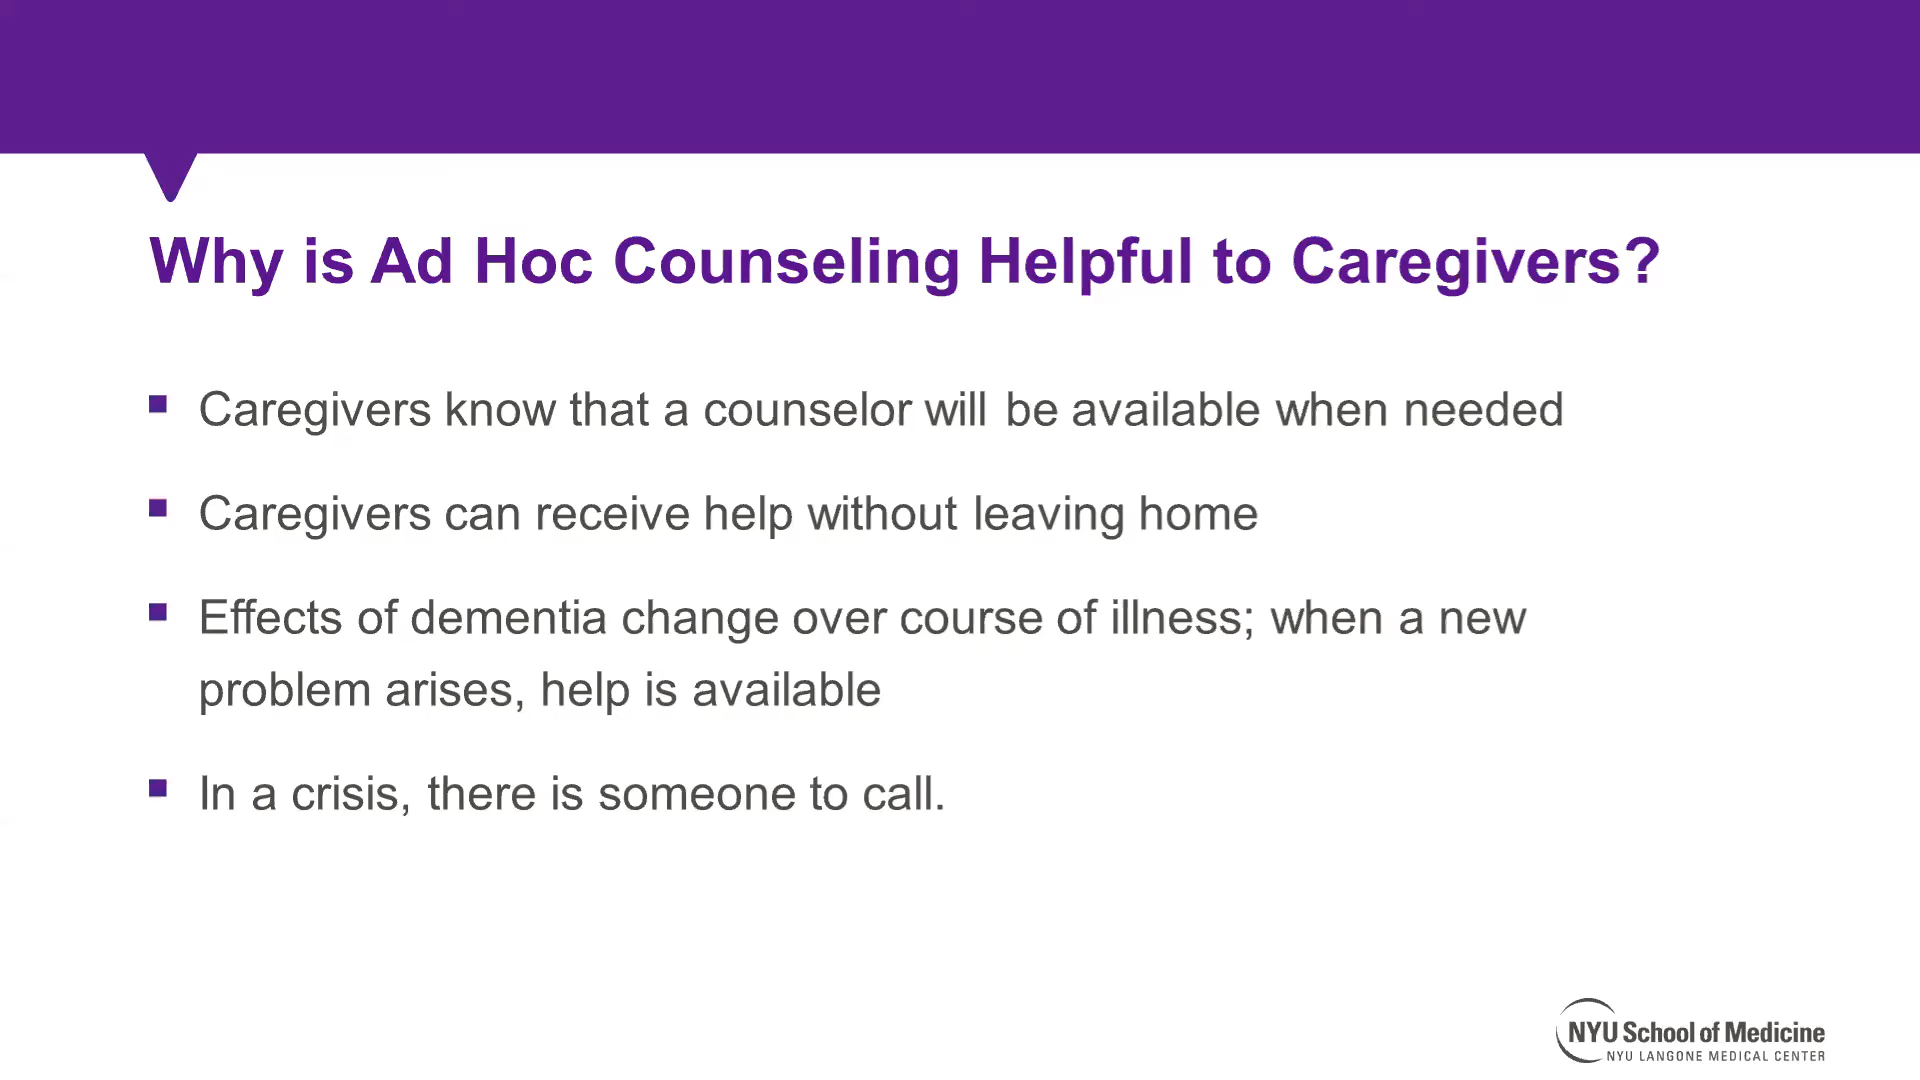 Why is Ad Hoc Counseling Helpful to Caregivers?
▪ Caregivers know that a counselor will be available when needed
▪ Caregivers can receive help without leaving home
▪ Effects of dementia change over course of illness; when a new
problem arises, help is available
▪ In a crisis, there is someone to call.
NYU School of Medicine
NYU LANGONE MEDICAL CENTER